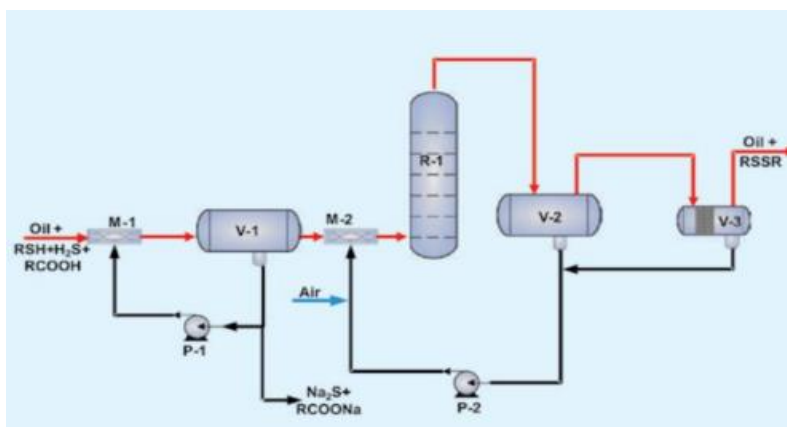 Oil +
RSH+H₂S+
RCOOH
M-1
V-1
P-1
Na₂S+
RCOONa
Air
M-2
R-1
P-2
V-2
V-3
Oil +
RSSR